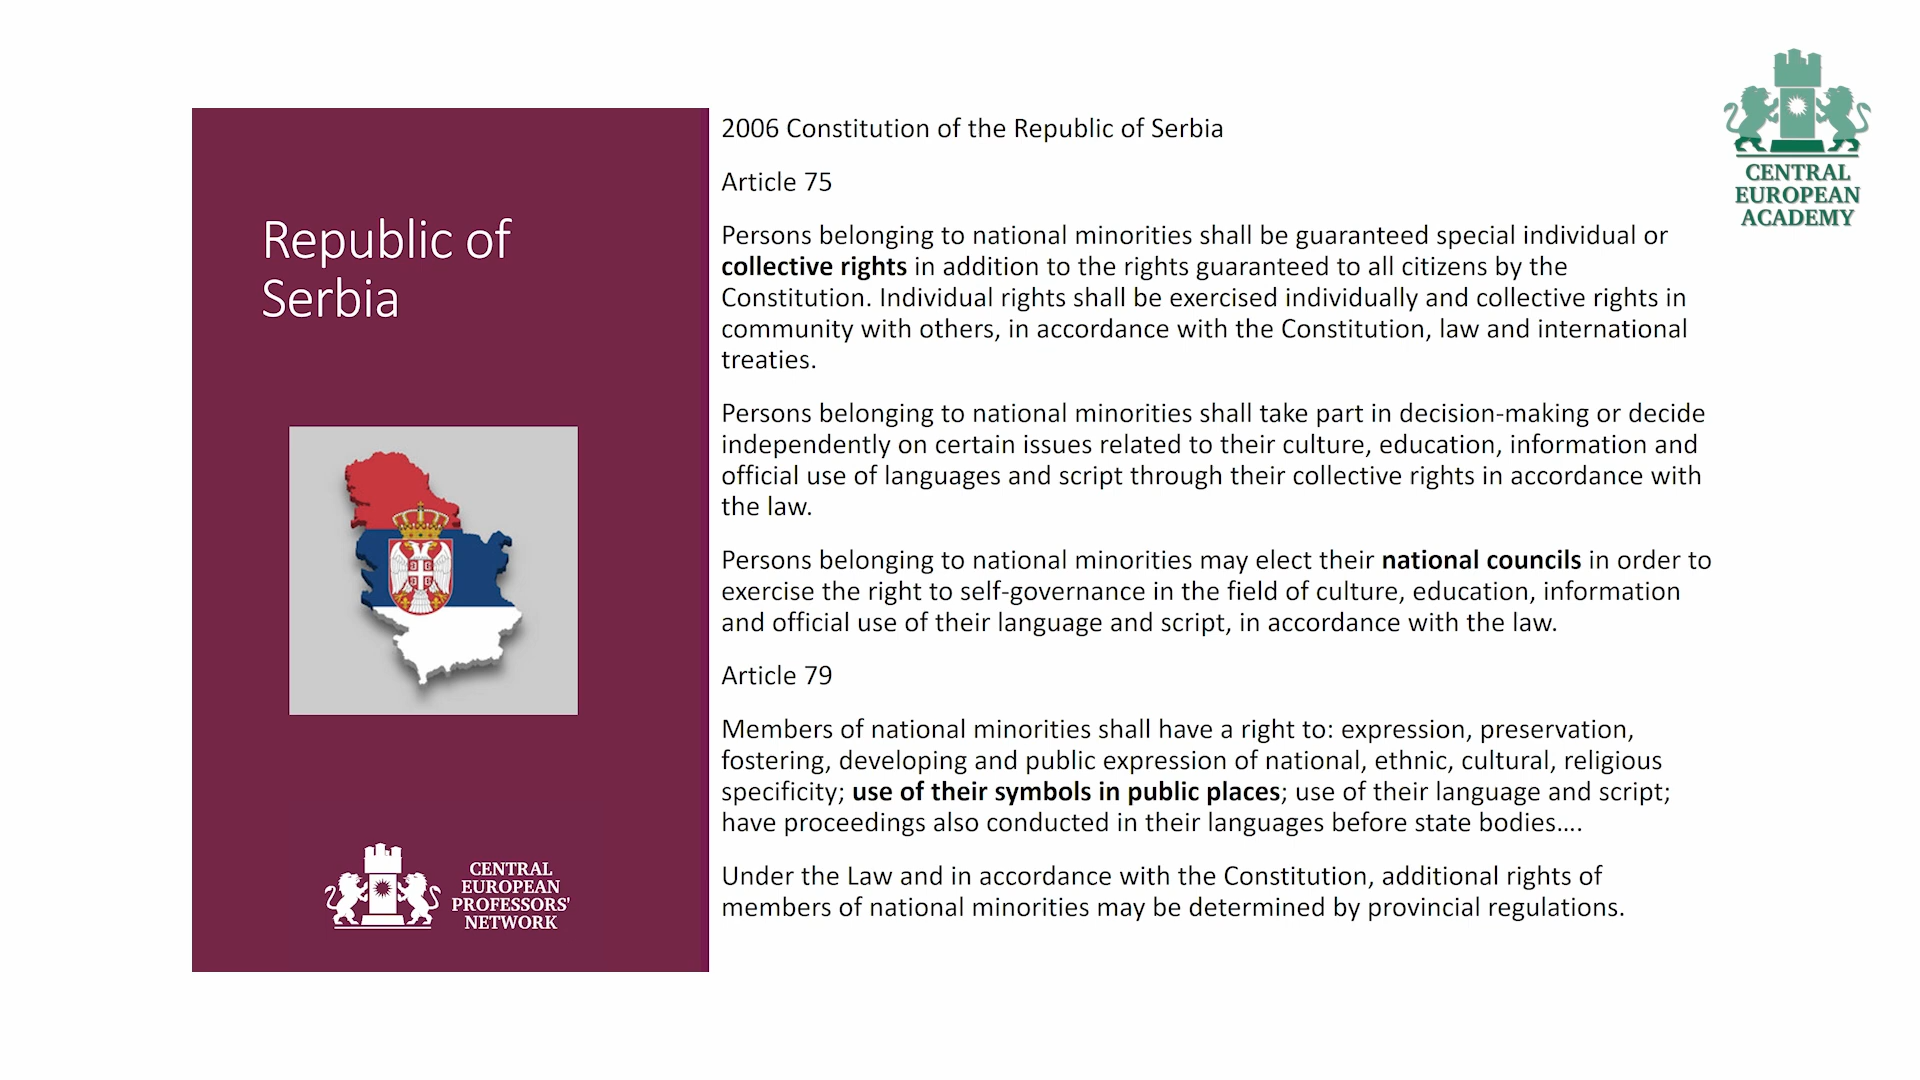 Republic of
Serbia
CENTRAL
EUROPEAN
PROFESSORS'
NETWORK
2006 Constitution of the Republic of Serbia
Article 75
Persons belonging to national minorities shall be guaranteed special individual or
collective rights in addition to the rights guaranteed to all citizens by the
Constitution. Individual rights shall be exercised individually and collective rights in
community with others, in accordance with the Constitution, law and international
treaties.
Persons belonging to national minorities shall take part in decision-making or decide
independently on certain issues related to their culture, education, information and
official use of languages and script through their collective rights in accordance with
the law.
Persons belonging to national minorities may elect their national councils in order to
exercise the right to self-governance in the field of culture, education, information
and official use of their language and script, in accordance with the law.
Article 79
Members of national minorities shall have a right to: expression, preservation,
fostering, developing and public expression of national, ethnic, cultural, religious
specificity; use of their symbols in public places; use of their language and script;
have proceedings also conducted in their languages before state bodies….
Under the Law and in accordance with the Constitution, additional rights of
members of national minorities may be determined by provincial regulations.
CENTRAL
EUROPEAN
ACADEMY